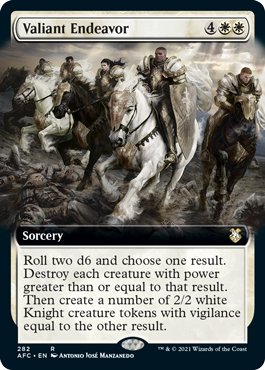 Valiant Endeavor 4
Sorcery
Roll two d6 and choose one result.
Destroy each creature with power
greater than or equal to that result.
Then create a number of 2/2 white
Knight creature tokens with vigilance
equal to the other result.
282 R
AFC • EN Antonio José Manzanedo
™ & © 2021 Wizards of the Coast